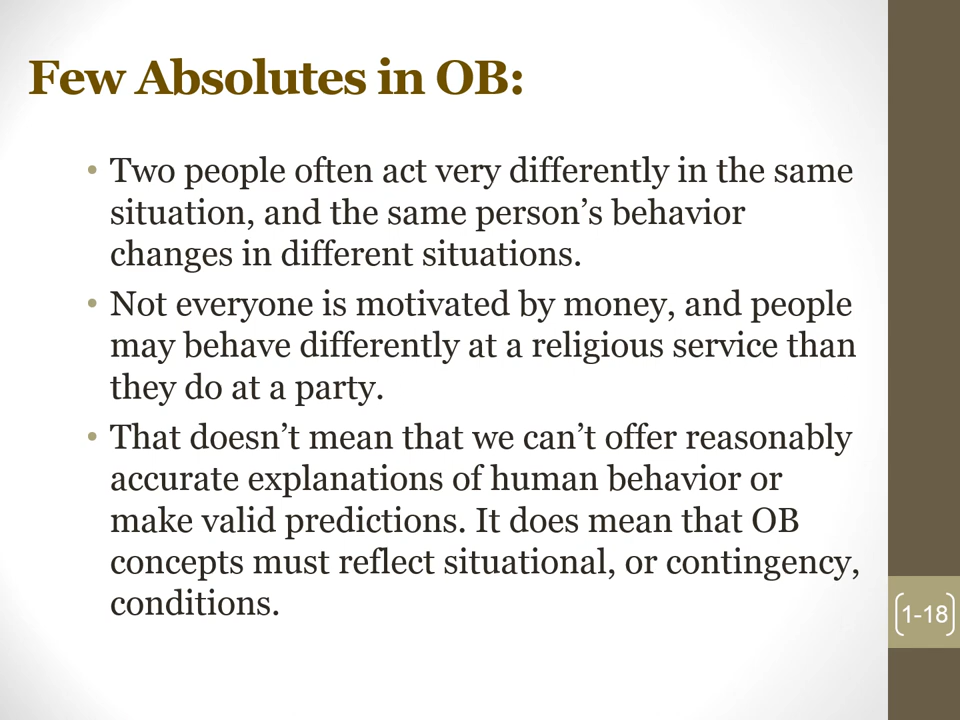 Few Absolutes in OB:
• Two people often act very differently in the same
situation, and the same person’s behavior
changes in different situations.
• Not everyone is motivated by money, and people
may behave differently at a religious service than
they do at a party.
• That doesn’t mean that we can’t offer reasonably
accurate explanations of human behavior or
make valid predictions. It does mean that OB
concepts must reflect situational, or contingency,
conditions.
1-18